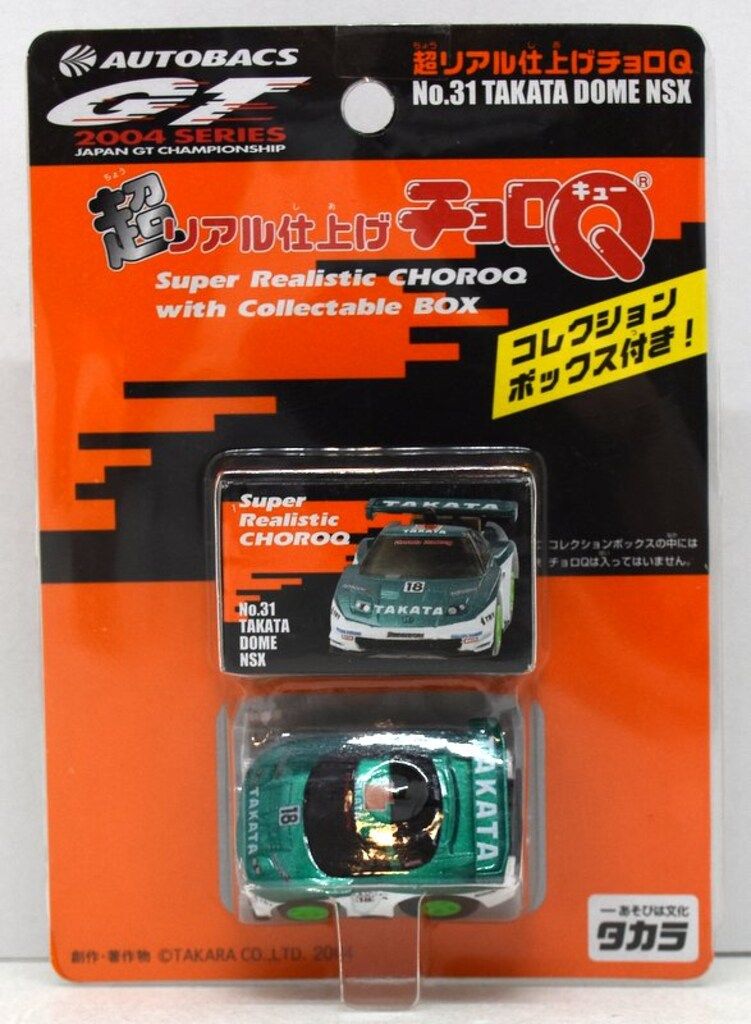 AUTOBACS
GT
2004 SERIES
JAPAN GT CHAMPIONSHIP
超リアル仕上げチョロQ
No.31 TAKATA DOME NSX
超リアル仕上げ チョロQ
キュー
®
Super Realistic CHOROQ
with Collectable BOX
コレクション
ボックス付き!
Super
Realistic
CHOROQ
No.31
TAKATA
DOME
NSX
TAKATA
TAKATA
18
TAKATA
コレクションボックスの中には
チョロQは入ってはいません。
TAKATA
18
TAKATA
18
創作・著作物 ©TAKARA CO.,LTD. 2004
あそびは文化
タカラ